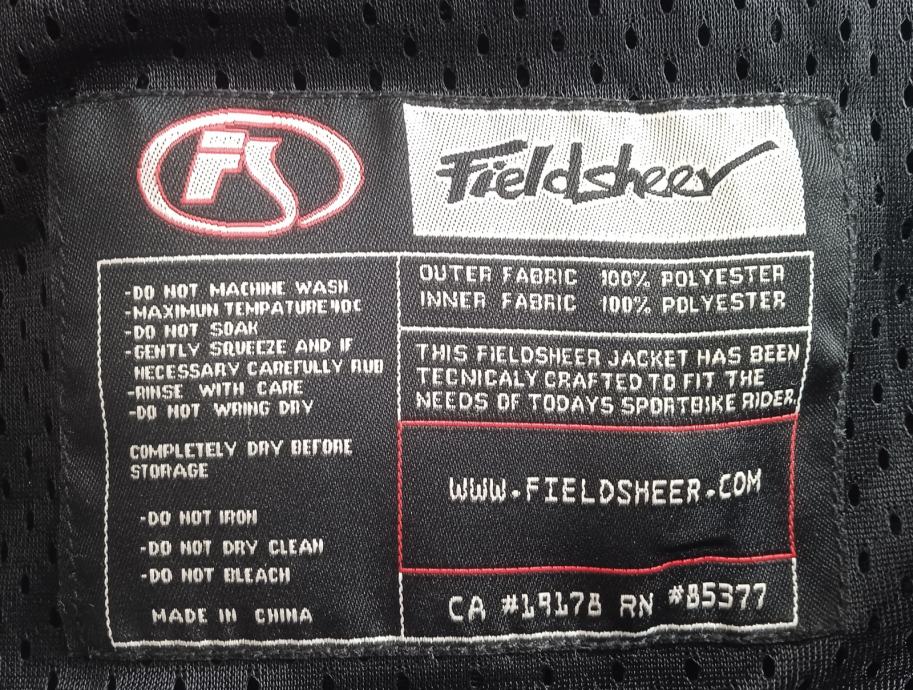 FS
Fieldsheer
-DO NOT MACHINE WASH
-MAXIMUN TEMPATURE 40C
-DO NOT SOAK
-GENTLY SQUEEZE AND IF
NECESSARY CAREFULLY RUB
-RINSE WITH CARE
-DO NOT WRING DRY
COMPLETELY DRY BEFORE
STORAGE
-DO NOT IRON
-DO NOT DRY CLEAN
-DO NOT BLEACH
MADE IN CHINA
OUTER FABRIC 100% POLYESTER
INNER FABRIC 100% POLYESTER
THIS FIELDSHEER JACKET HAS BEEN
TECNICALY CRAFTED TO FIT THE
NEEDS OF TODAYS SPORTBIKE RIDER.
WWW.FIELDSHEER.COM
CA #19178 RN #85377